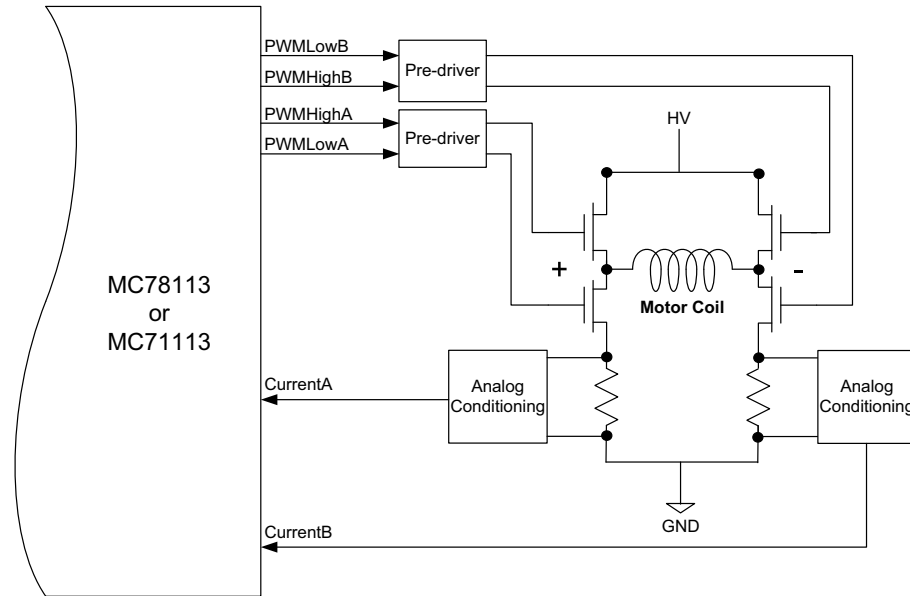 PWMLowB
PWMHighB
Pre-driver
PWMHighA
PWMLowA
Pre-driver
HV
+
-
Motor Coil
MC78113
or
MC71113
CurrentA
Analog
Conditioning
Analog
Conditioning
GND
CurrentB